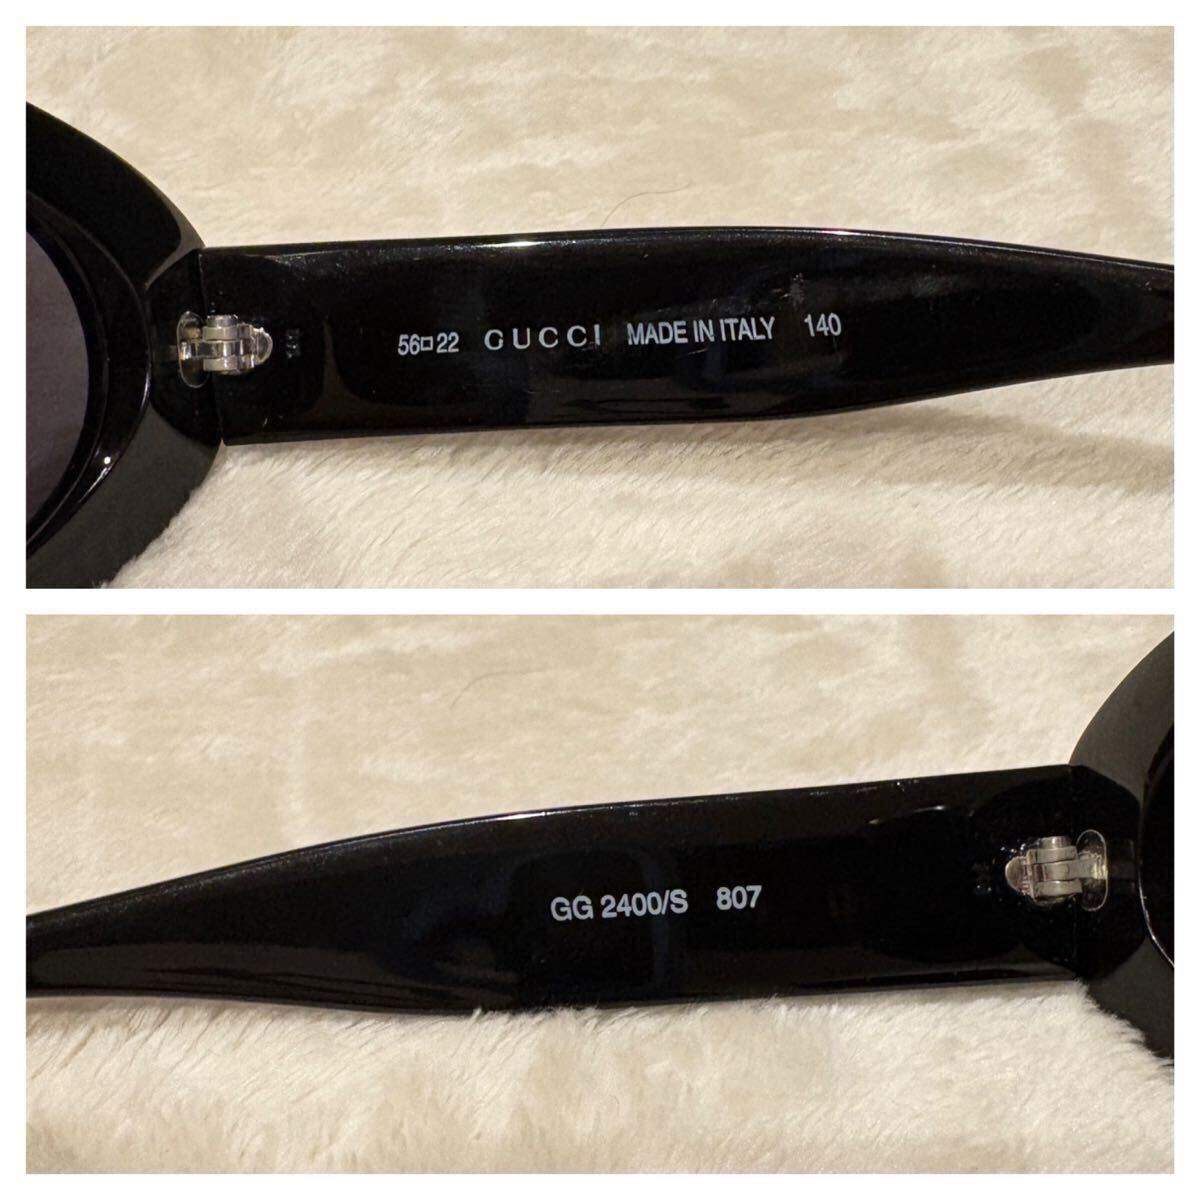 56□22 GUCCI MADE IN ITALY 140
GG 2400/S 807